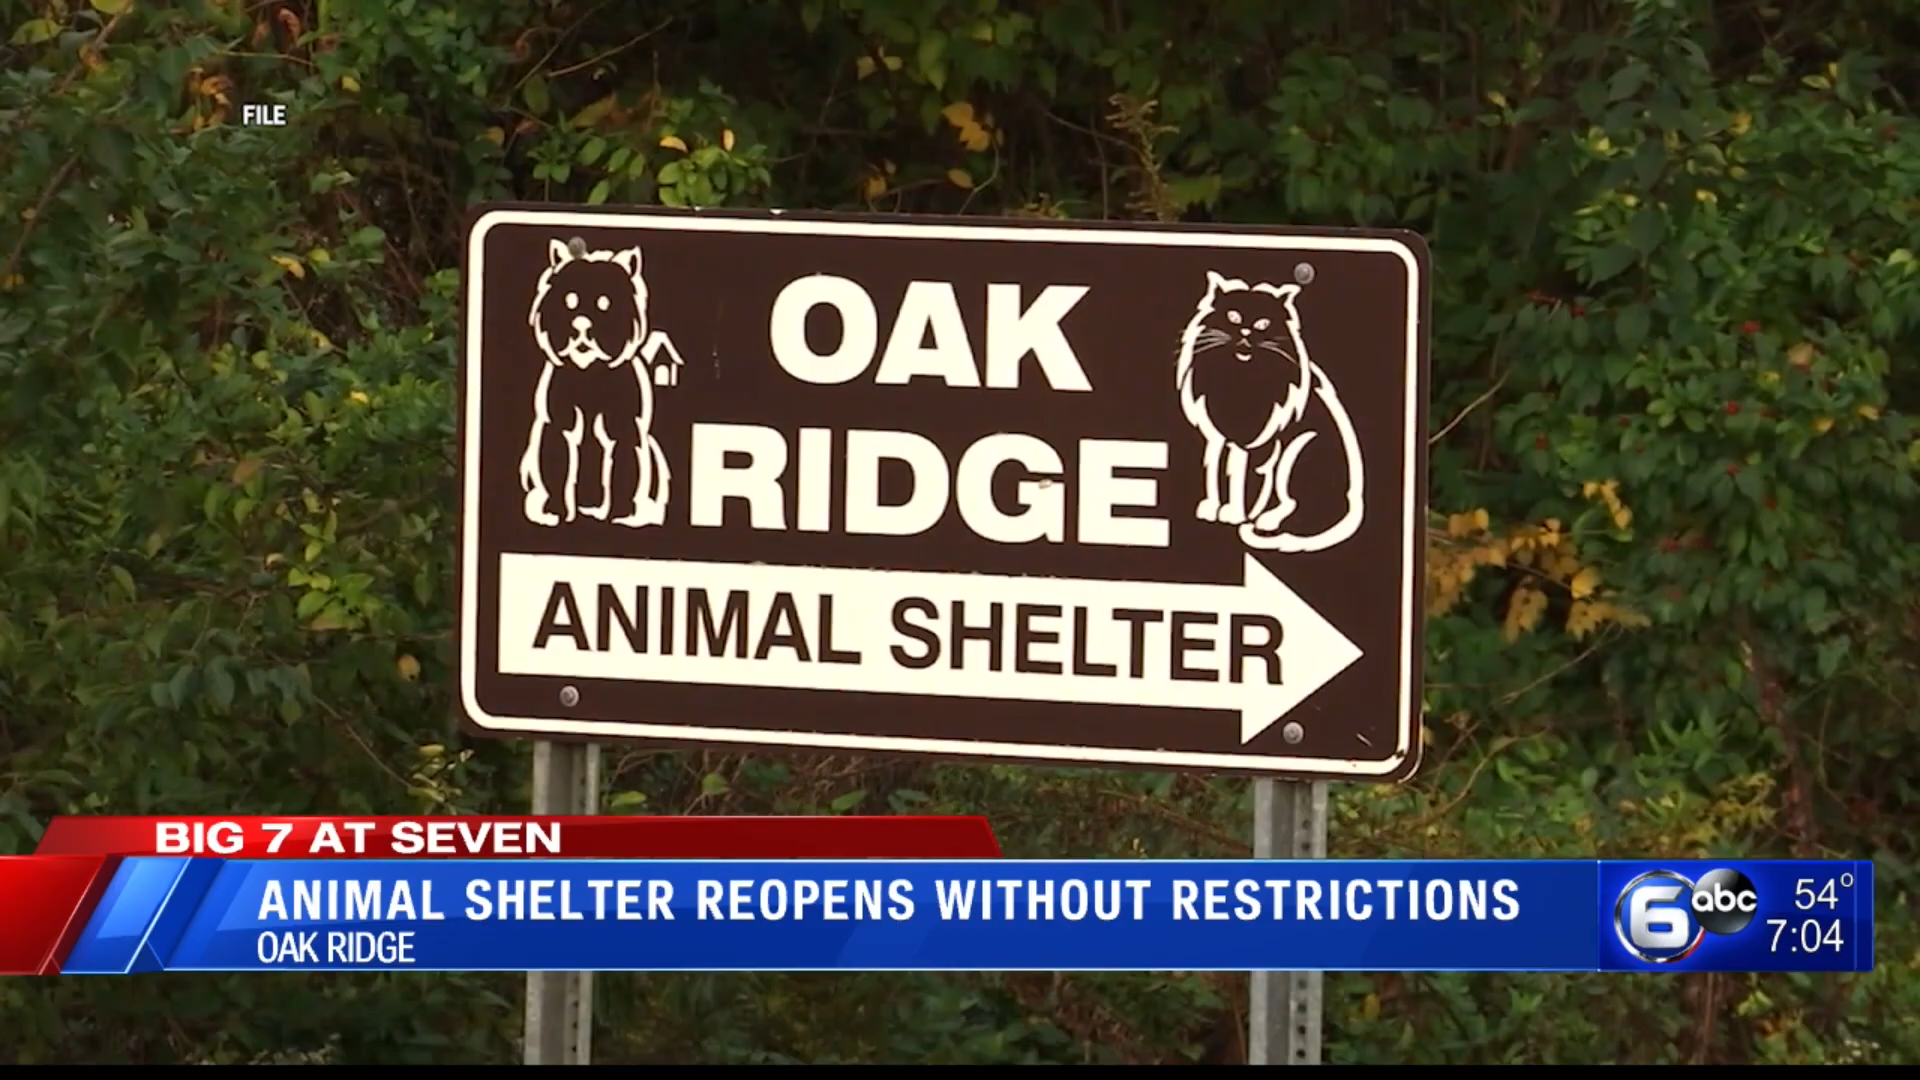 FILE
OAK
RIDGE
ANIMAL SHELTER
BIG 7 AT SEVEN
ANIMAL SHELTER REOPENS WITHOUT RESTRICTIONS
OAK RIDGE
6 abc
54°
7:04